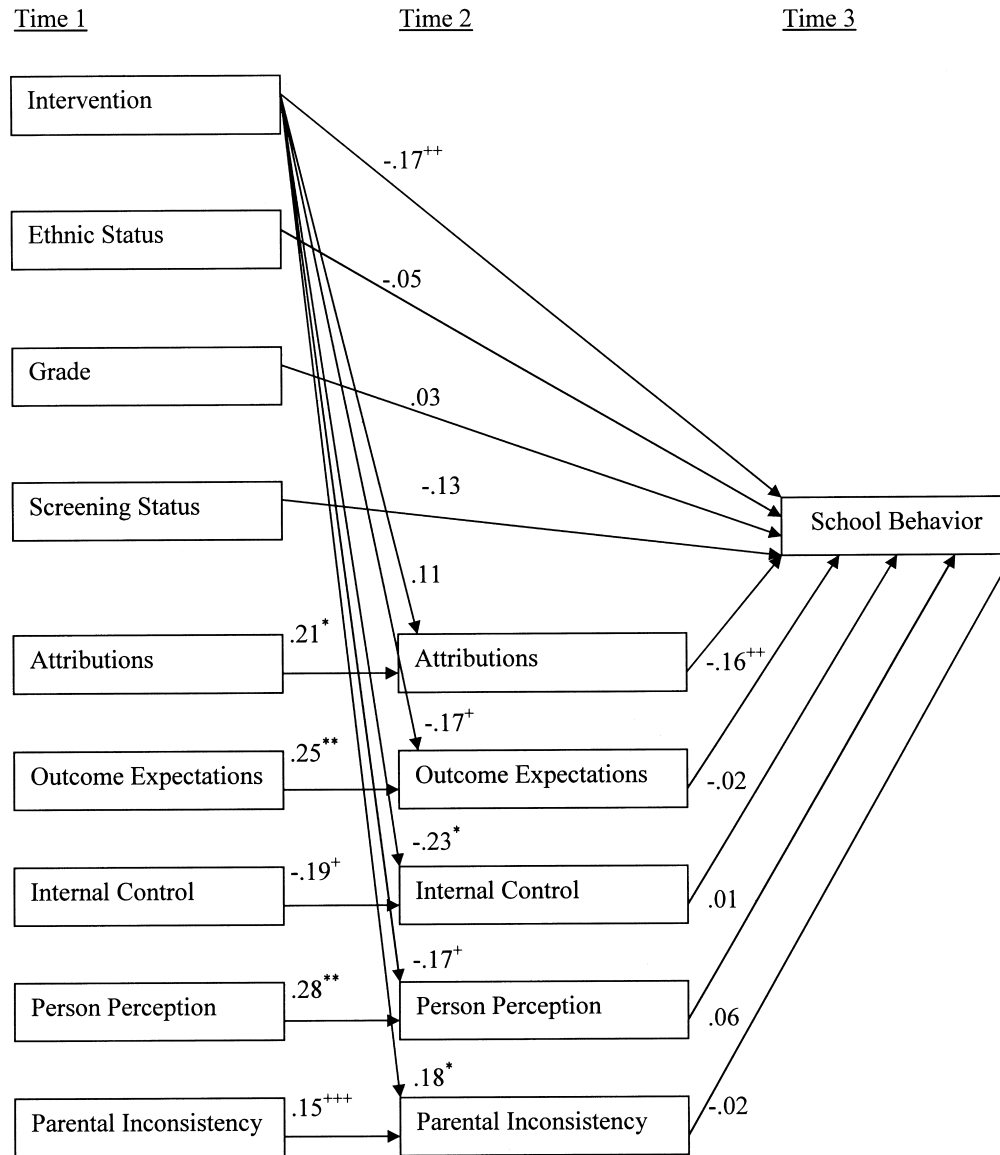 Time 1 Time 2 Time 3
Intervention
-.17++
Ethnic Status
-.05
Grade
.03
-.13
Screening Status
School Behavior
.11
.21*
Attributions Attributions
-.16++
-.17+
.25**
Outcome Expectations Outcome Expectations
-.02
-.23*
-.19+
Internal Control Internal Control
.01
-.17+
.28**
Person Perception Person Perception
.06
.18*
.15+++
-.02
Parental Inconsistency Parental Inconsistency